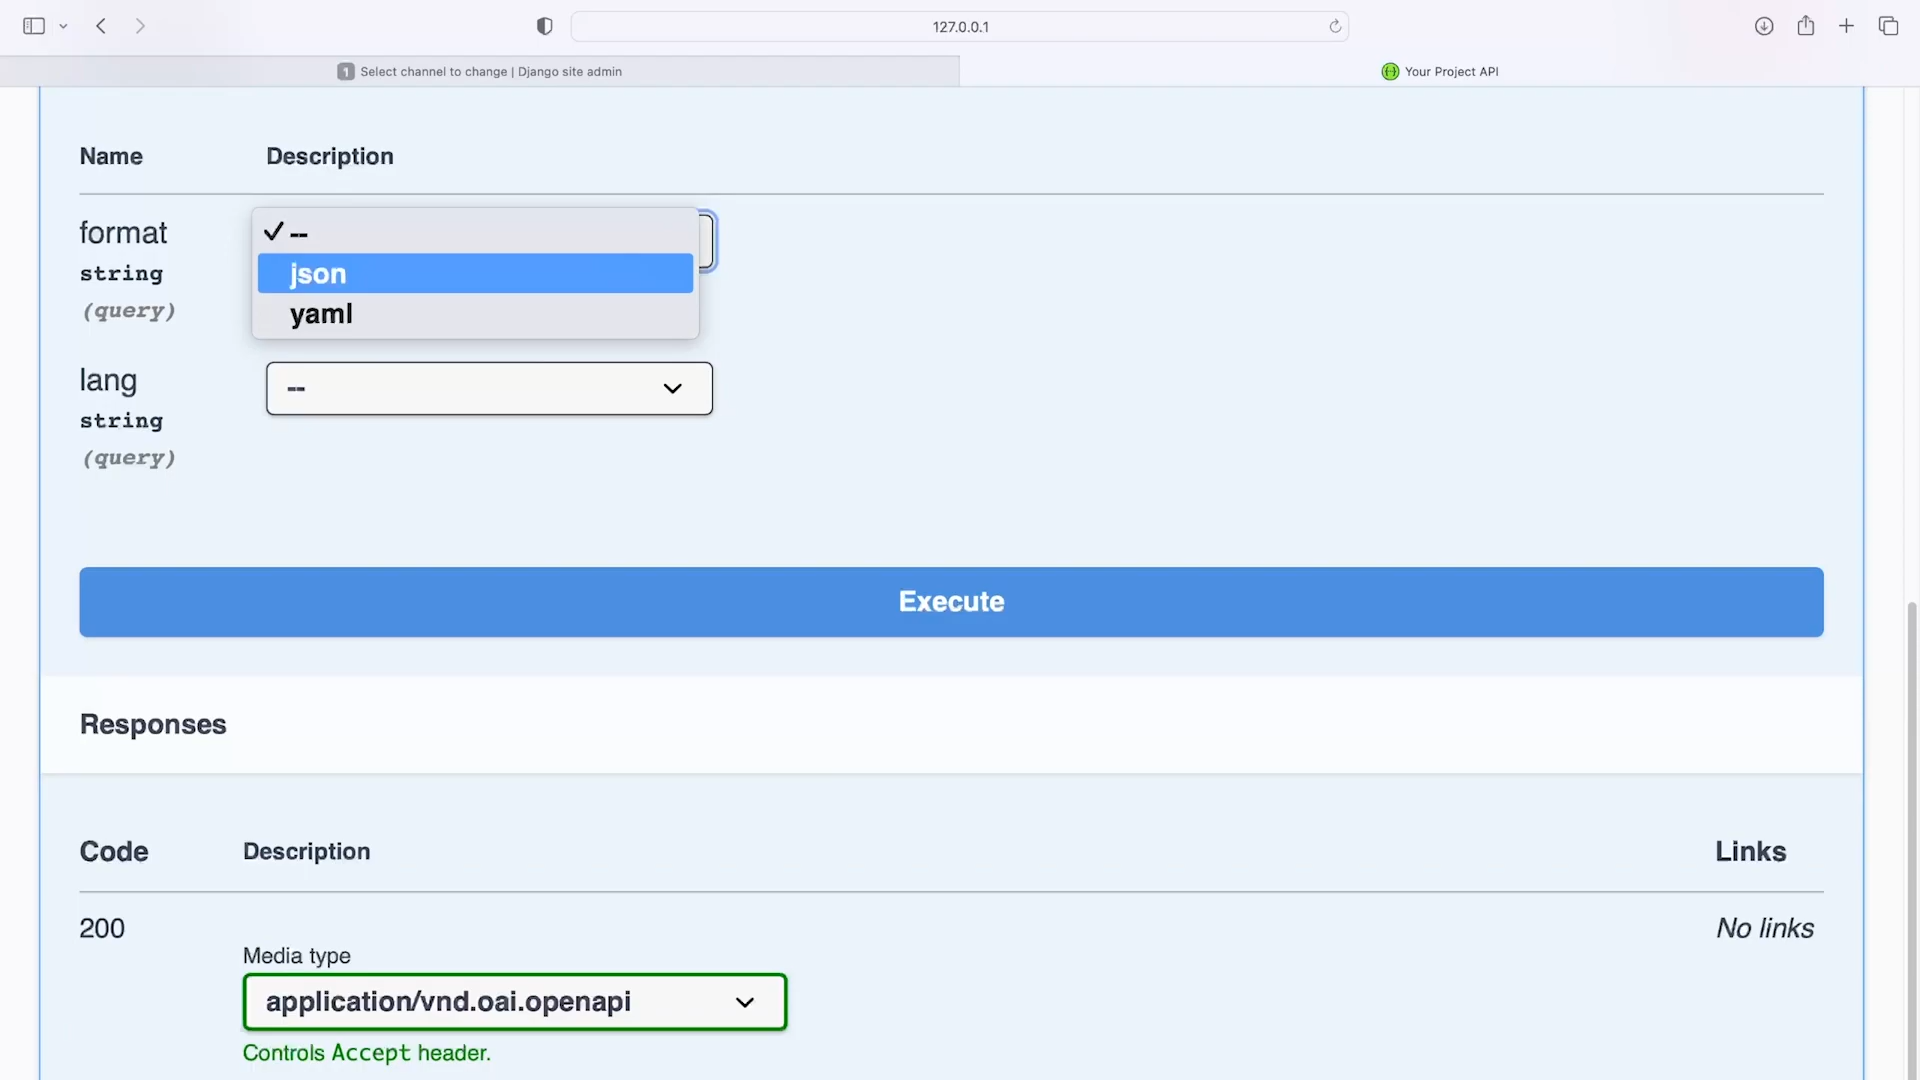 127.0.0.1
1 Select channel to change | Django site admin
Your Project API
Name Description
format
string
(query)
✓ --
json
yaml
lang
string
(query)
--
Execute
Responses
Code Description Links
200 No links
Media type
application/vnd.oai.openapi
Controls Accept header.